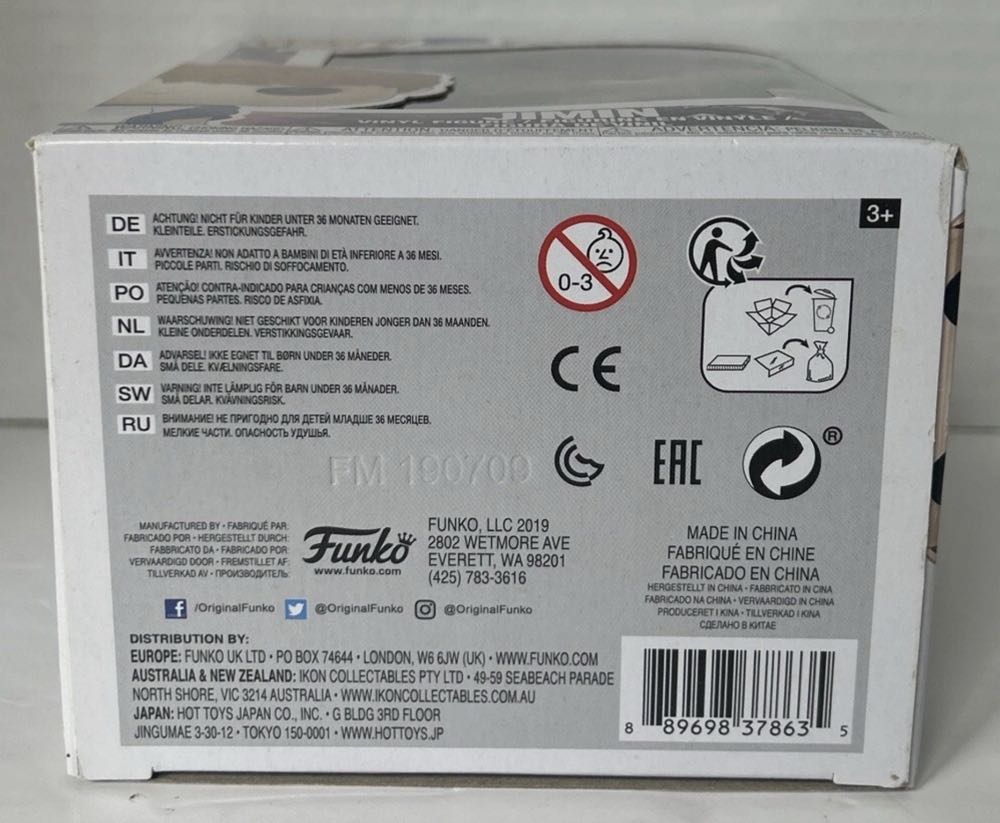 JIMIN
VINYL FIGURE
EN VINYLE /
WARNING:
ATTENTION: DANGER D'ÉTOUFFEMENT
ADVERTENCIA: PELIGRO DE
3+
DE ACHTUNG! NICHT FÜR KINDER UNTER 36 MONATEN GEEIGNET.
KLEINTEILE. ERSTICKUNGSGEFAHR.
IT AVVERTENZA! NON ADATTO A BAMBINI DI ETÀ INFERIORE A 36 MESI.
PICCOLE PARTI. RISCHIO DI SOFFOCAMENTO.
PO ATENÇÃO! CONTRA-INDICADO PARA CRIANÇAS COM MENOS DE 36 MESES.
PEQUENAS PARTES. RISCO DE ASFIXIA.
NL WAARSCHUWING! NIET GESCHIKT VOOR KINDEREN JONGER DAN 36 MAANDEN.
KLEINE ONDERDELEN. VERSTIKKINGSGEVAAR.
DA ADVARSEL! IKKE EGNET TIL BØRN UNDER 36 MÅNEDER.
SMÅ DELE. KVÆLNINGSFARE.
SW VARNING! INTE LÄMPLIG FÖR BARN UNDER 36 MÅNADER.
SMÅ DELAR. KVÄVNINGSRISK.
RU ВНИМАНИЕ! НЕ ПРИГОДНО ДЛЯ ДЕТЕЙ МЛАДШЕ 36 МЕСЯЦЕВ.
МЕЛКИЕ ЧАСТИ. ОПАСНОСТЬ УДУШЬЯ.
0-3
CE
FM 190709
EAC
®
MANUFACTURED BY • FABRIQUÉ PAR:
FABRICADO POR • HERGESTELLT DURCH:
FABBRICATO DA • FABRICADO POR:
VERVAARDIGD DOOR • FREMSTILLET AF:
TILLVERKAD AV • ПРОИЗВОДИТЕЛЬ:
Funko
www.funko.com
FUNKO, LLC 2019
2802 WETMORE AVE
EVERETT, WA 98201
(425) 783-3616
/OriginalFunko @OriginalFunko @OriginalFunko
MADE IN CHINA
FABRIQUÉ EN CHINE
FABRICADO EN CHINA
HERGESTELLT IN CHINA • FABBRICATO IN CINA
FABRICADO NA CHINA • VERVAARDIGD IN CHINA
PRODUCERET I KINA • TILLVERKAD I KINA
СДЕЛАНО В КИТАЕ
DISTRIBUTION BY:
EUROPE: FUNKO UK LTD • PO BOX 74644 • LONDON, W6 6JW (UK) • WWW.FUNKO.COM
AUSTRALIA & NEW ZEALAND: IKON COLLECTABLES PTY LTD • 49-59 SEABEACH PARADE
NORTH SHORE, VIC 3214 AUSTRALIA • WWW.IKONCOLLECTABLES.COM.AU
JAPAN: HOT TOYS JAPAN CO., INC. • G BLDG 3RD FLOOR
JINGUMAE 3-30-12 • TOKYO 150-0001 • WWW.HOTTOYS.JP
8 89698 37863 5